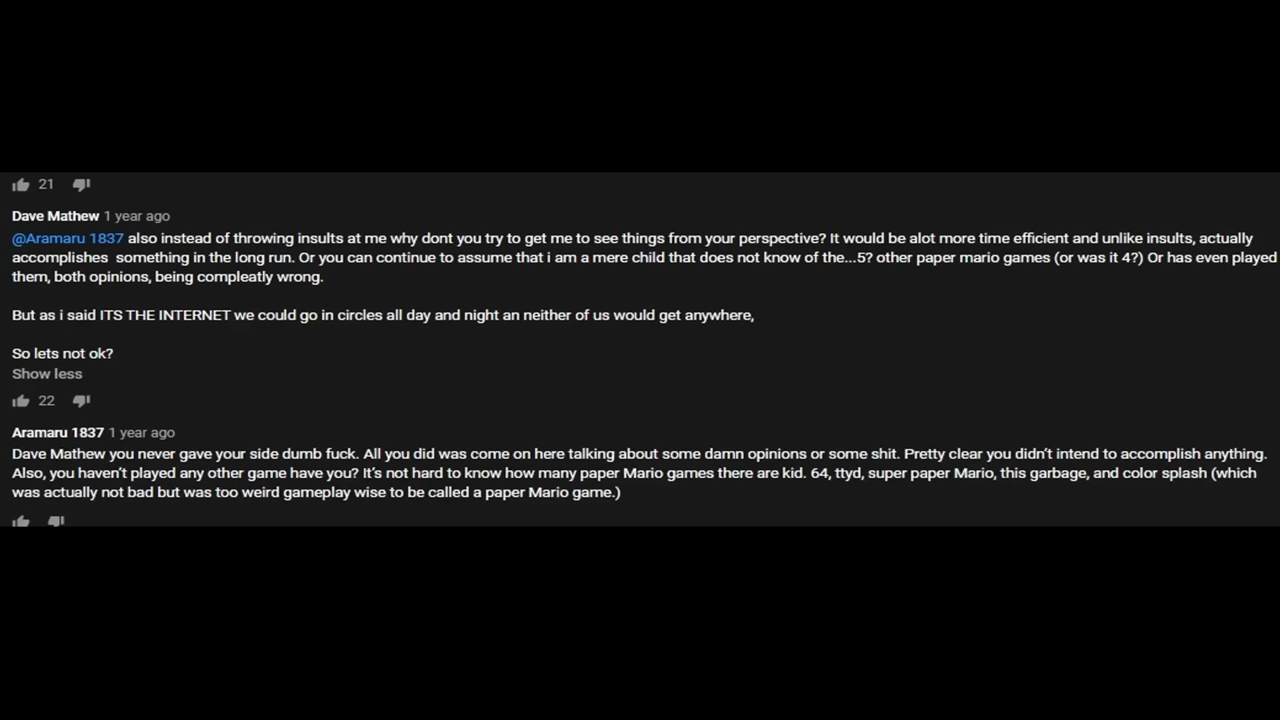 21
Dave Mathew 1 year ago
@Aramaru 1837 also instead of throwing insults at me why dont you try to get me to see things from your perspective? It would be alot more time efficient and unlike insults, actually
accomplishes something in the long run. Or you can continue to assume that i am a mere child that does not know of the...5? other paper mario games (or was it 4?) Or has even played
them, both opinions, being compleatly wrong.
But as i said ITS THE INTERNET we could go in circles all day and night an neither of us would get anywhere,
So lets not ok?
Show less
22
Aramaru 1837 1 year ago
Dave Mathew you never gave your side dumb fuck. All you did was come on here talking about some damn opinions or some shit. Pretty clear you didn't intend to accomplish anything.
Also, you haven't played any other game have you? It's not hard to know how many paper Mario games there are kid. 64, ttyd, super paper Mario, this garbage, and color splash (which
was actually not bad but was too weird gameplay wise to be called a paper Mario game.)